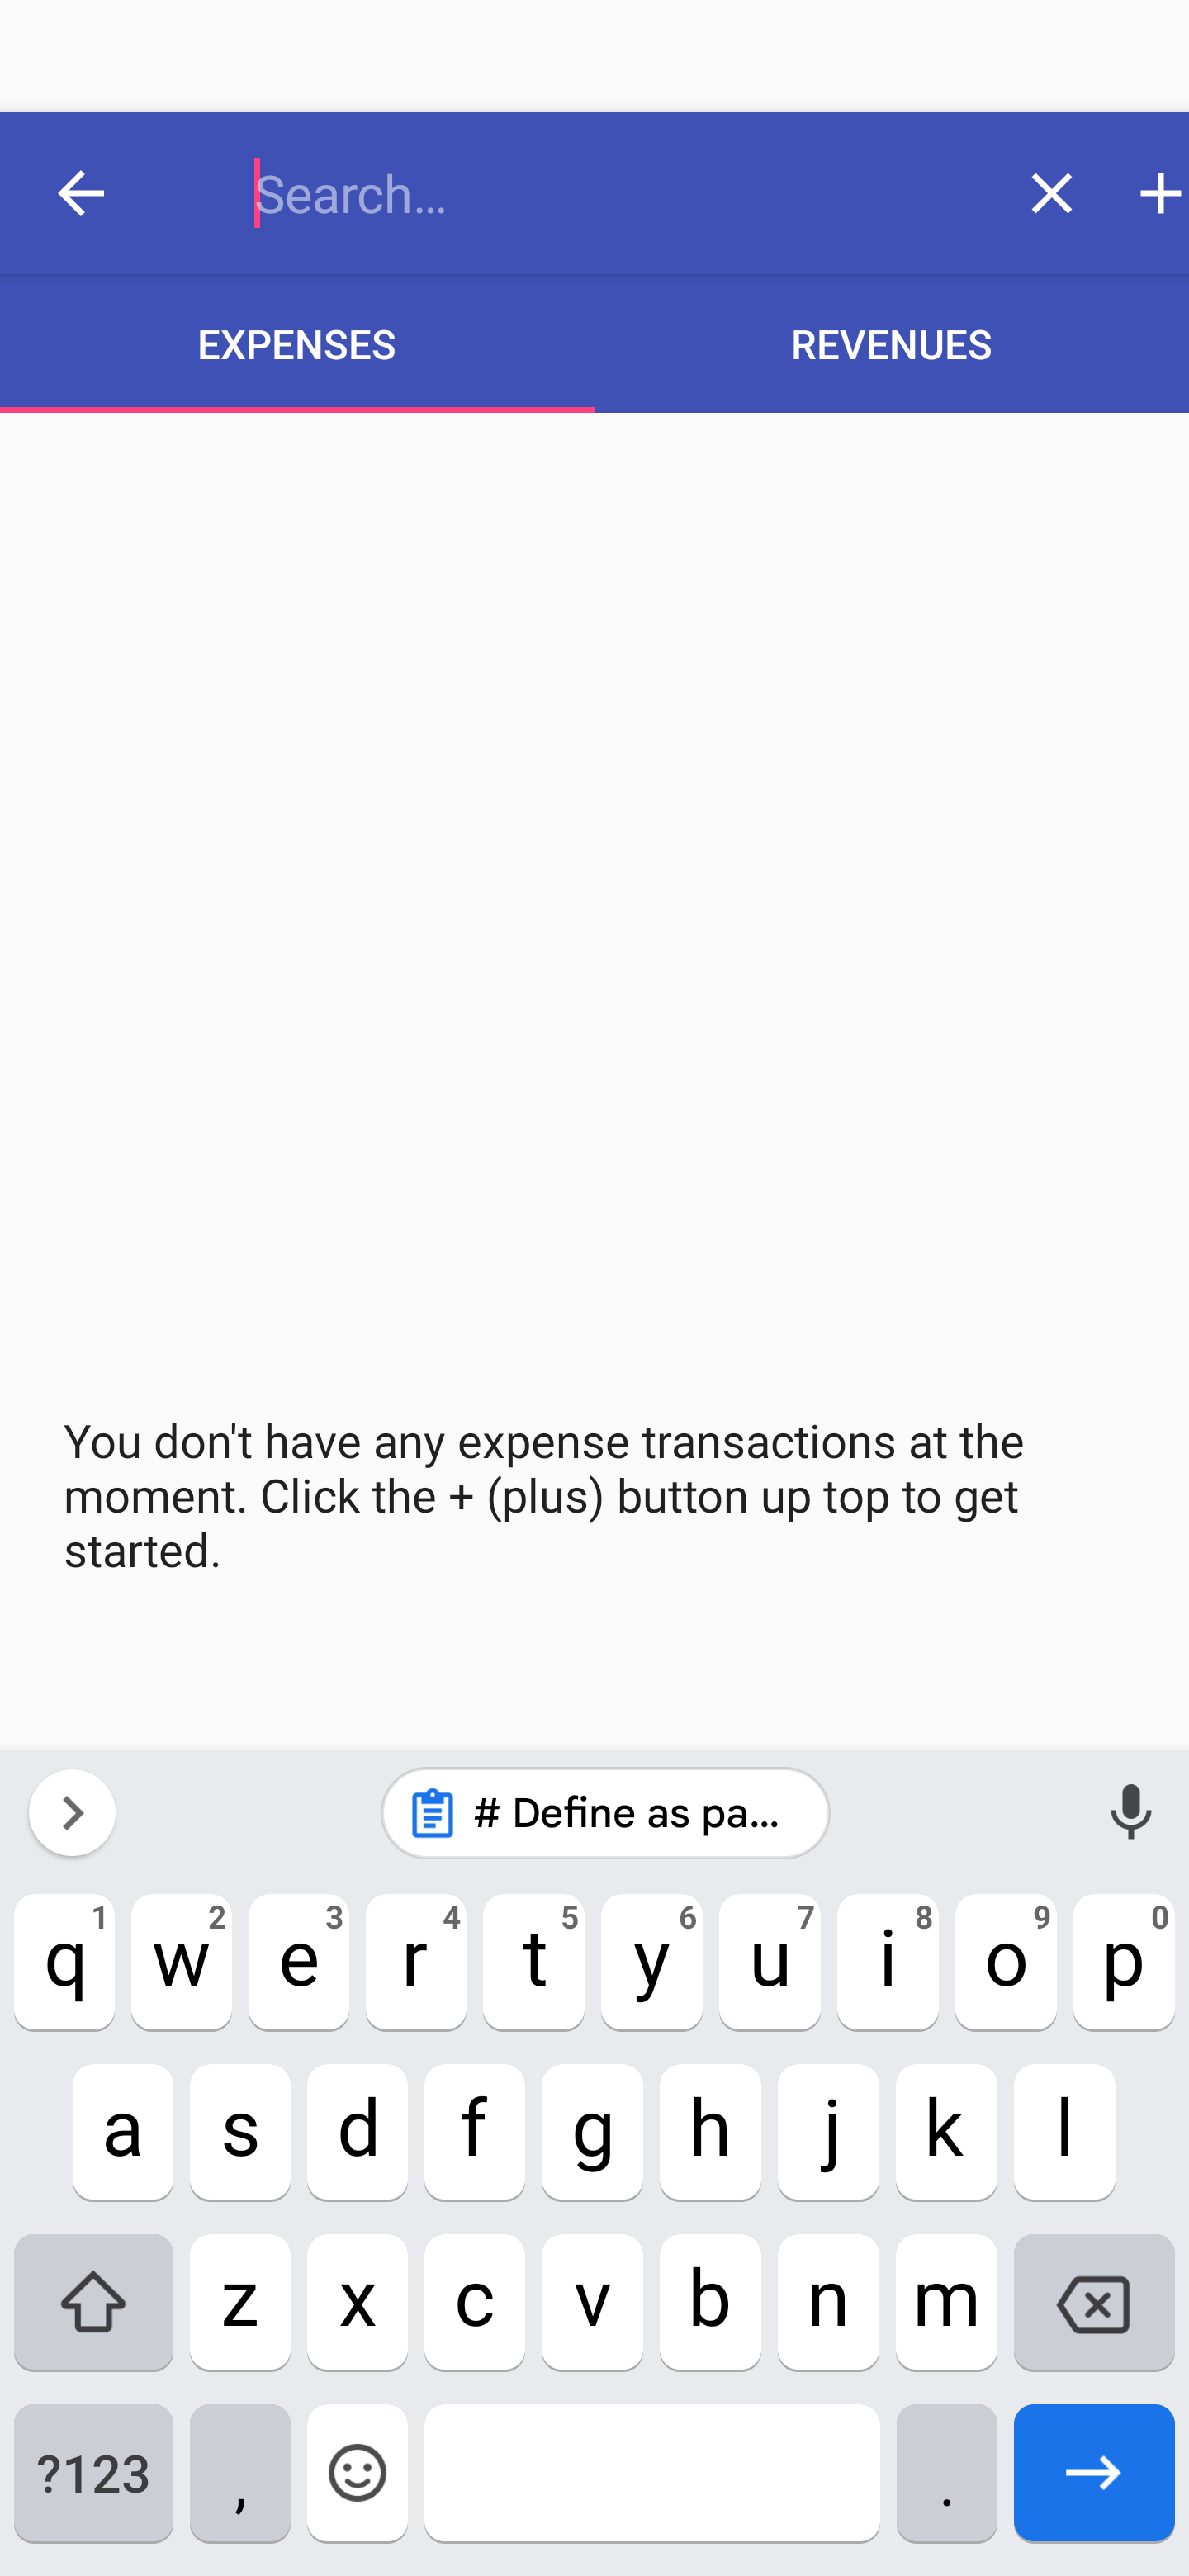 Search…
EXPENSES REVENUES
You don't have any expense transactions at the
moment. Click the + (plus) button up top to get
started.
# Define as pa...
1 2 3 4 5 6 7 8 9 0
q w e r t y u i o p
a s d f g h j k l
z x c v b n m
?123 , .